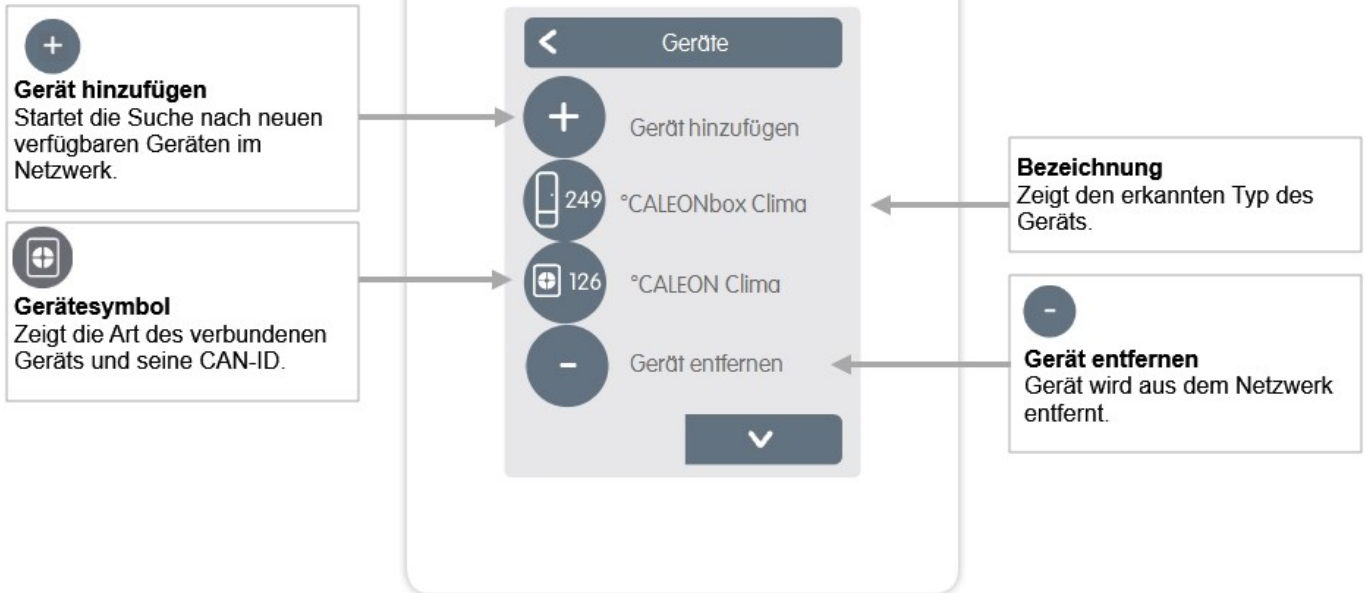 +
Gerät hinzufügen
Startet die Suche nach neuen
verfügbaren Geräten im
Netzwerk.
Gerätesymbol
Zeigt die Art des verbundenen
Geräts und seine CAN-ID.
Geräte
+
Gerät hinzufügen
249
°CALEONbox Clima
126
°CALEON Clima
-
Gerät entfernen
Bezeichnung
Zeigt den erkannten Typ des
Geräts.
-
Gerät entfernen
Gerät wird aus dem Netzwerk
entfernt.